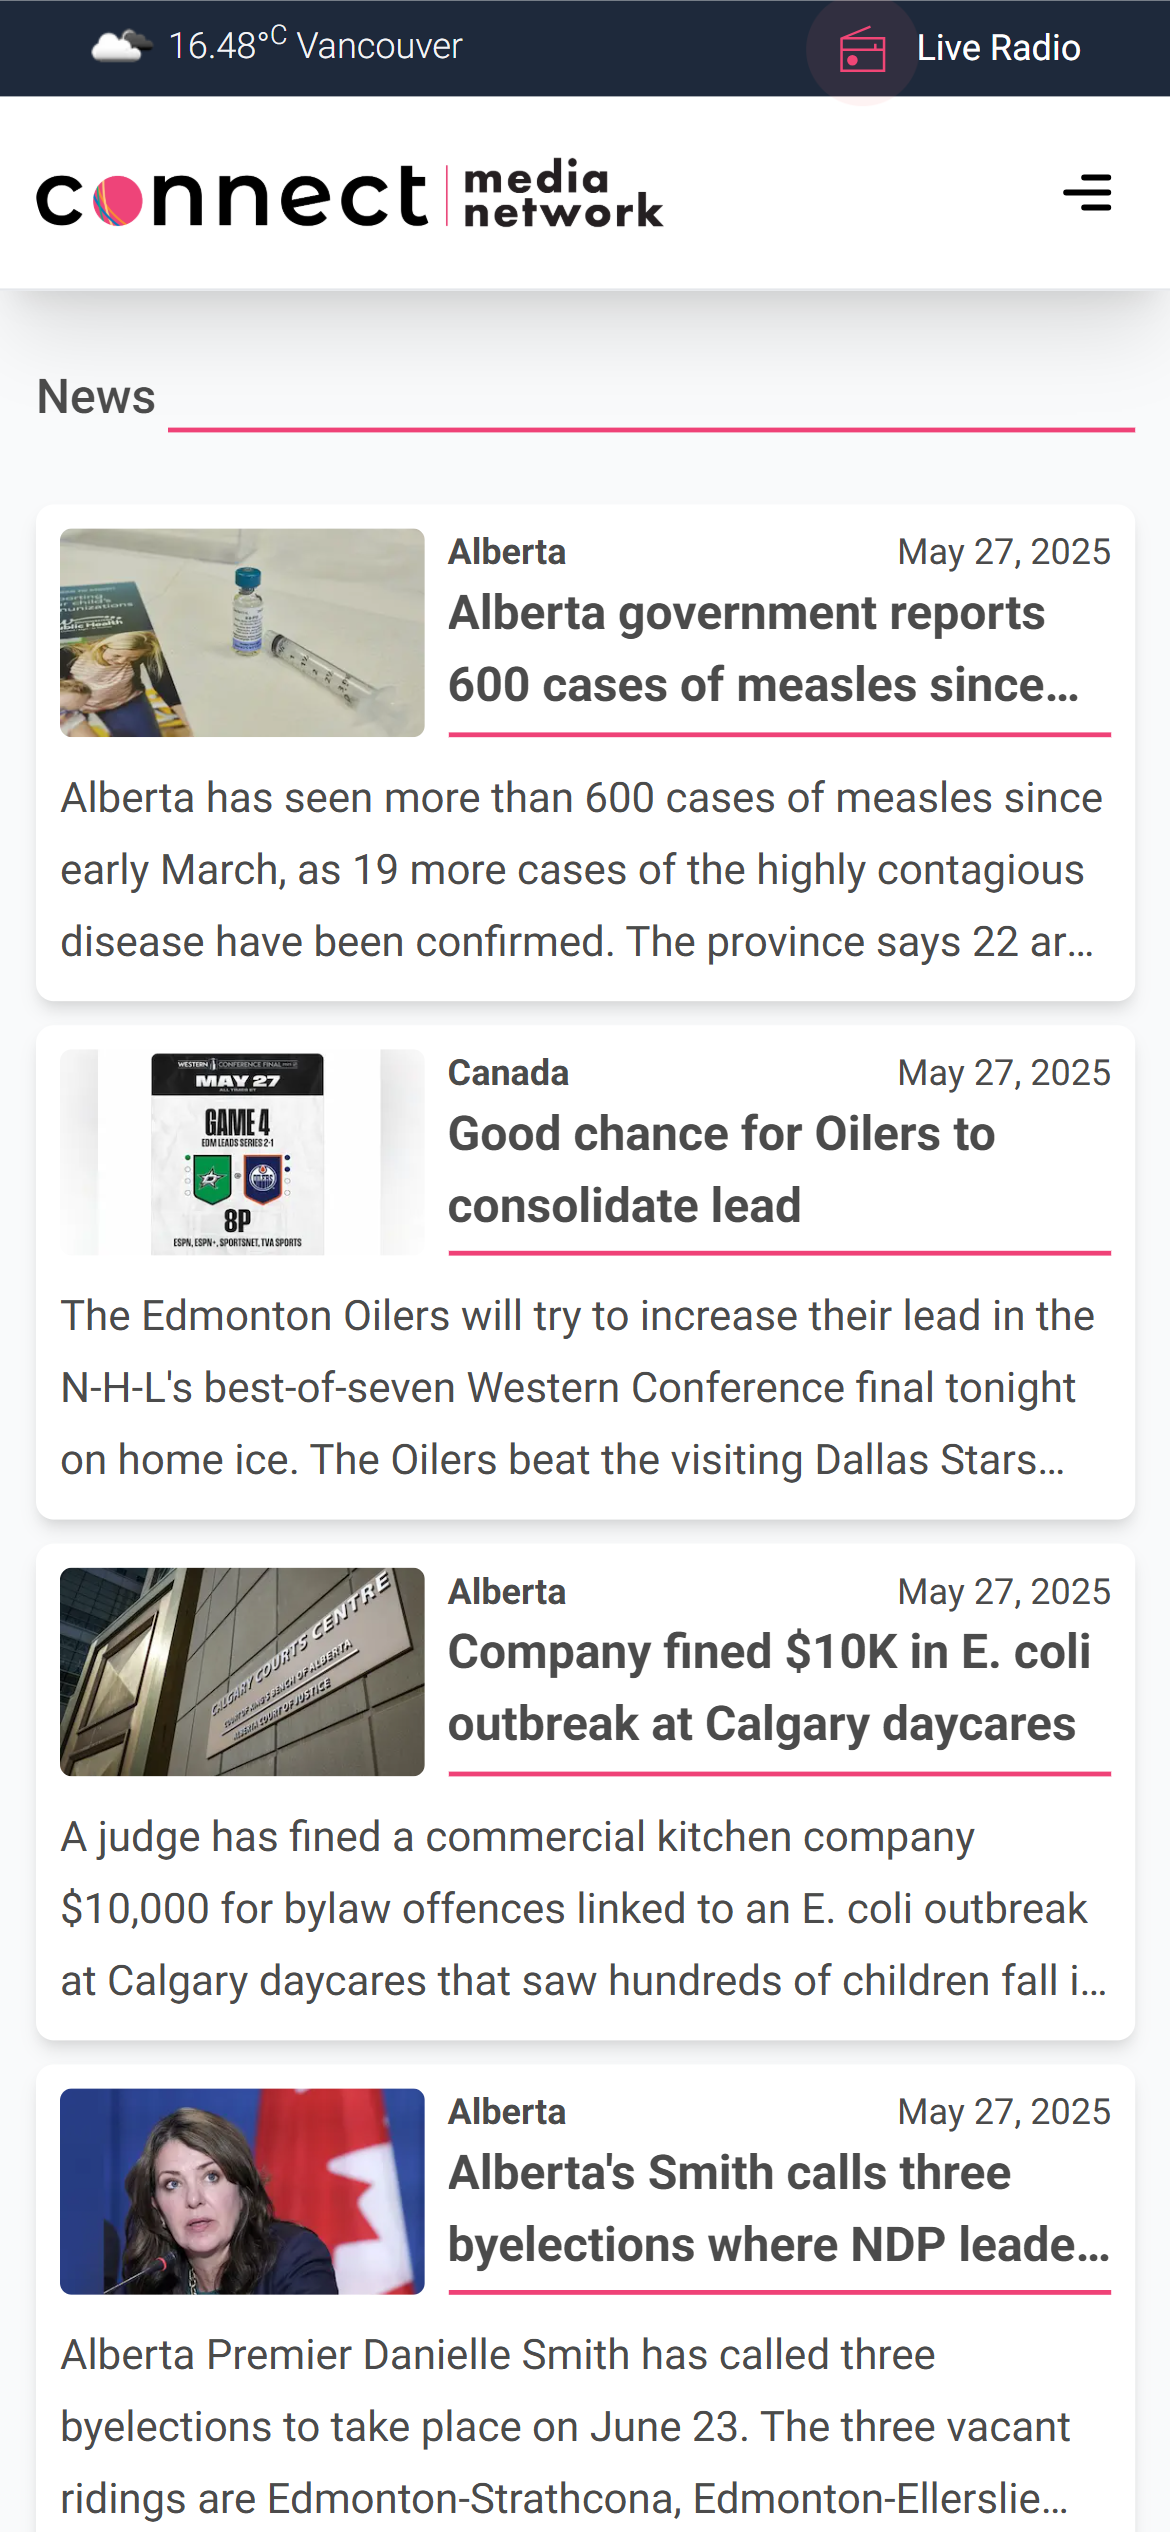 16.48°C Vancouver
Live Radio
connect media network
News
porting
r child's
munizations
blic Health
Alberta May 27, 2025
Alberta government reports
600 cases of measles since...
Alberta has seen more than 600 cases of measles since
early March, as 19 more cases of the highly contagious
disease have been confirmed. The province says 22 ar...
WESTERN CONFERENCE FINAL
MAY 27
GAME 4
EDM LEADS SERIES 2-1
8P
ESPN, ESPN+, SPORTSNET, TVA SPORTS
Canada May 27, 2025
Good chance for Oilers to
consolidate lead
The Edmonton Oilers will try to increase their lead in the
N-H-L's best-of-seven Western Conference final tonight
on home ice. The Oilers beat the visiting Dallas Stars...
CALGARY COURTS CENTRE
COURT OF KING'S BENCH OF ALBERTA
ALBERTA COURT OF JUSTICE
Alberta May 27, 2025
Company fined $10K in E. coli
outbreak at Calgary daycares
A judge has fined a commercial kitchen company
$10,000 for bylaw offences linked to an E. coli outbreak
at Calgary daycares that saw hundreds of children fall i...
Alberta May 27, 2025
Alberta's Smith calls three
byelections where NDP leade...
Alberta Premier Danielle Smith has called three
byelections to take place on June 23. The three vacant
ridings are Edmonton-Strathcona, Edmonton-Ellerslie...